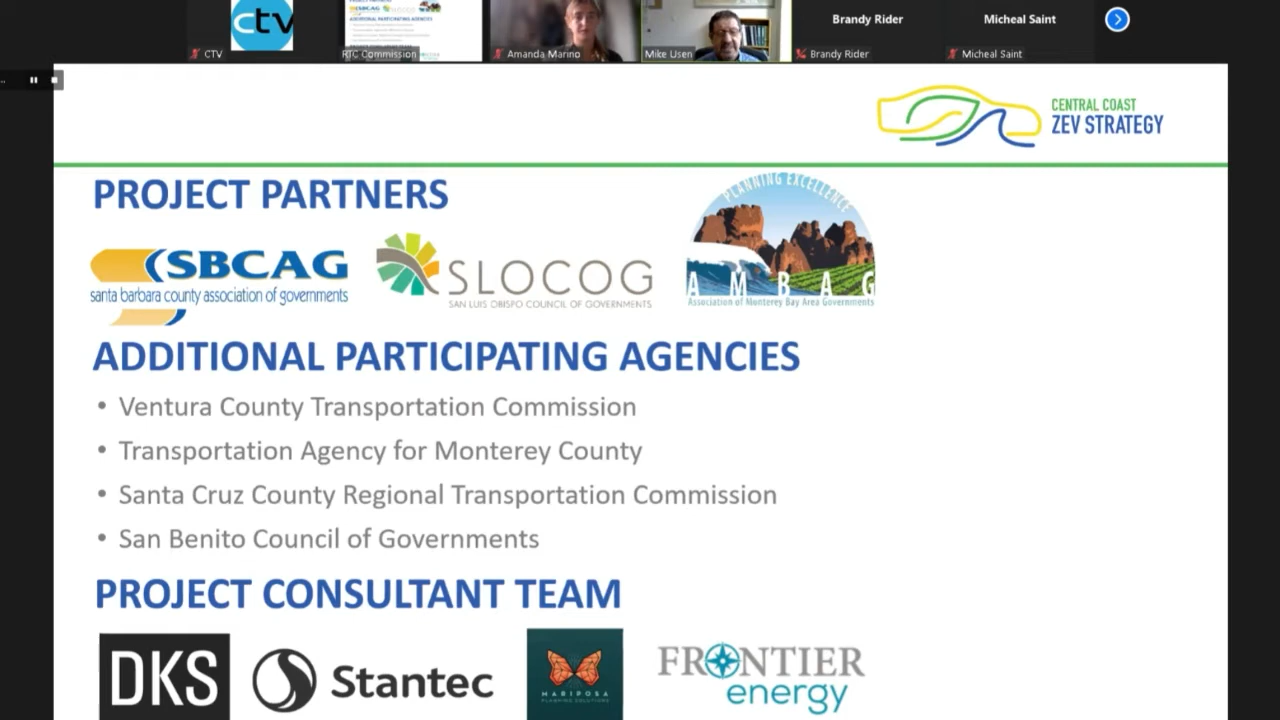 ctv
Brandy Rider
Micheal Saint
CTV
RTC Commission
Amanda Marino
Mike Usen
Brandy Rider
Micheal Saint
CENTRAL COAST
ZEV STRATEGY
PROJECT PARTNERS
SBCAG
santa barbara county association of governments
SLOCOG
SAN LUIS OBISPO COUNCIL OF GOVERNMENTS
PLANNING EXCELLENCE
AMBAG
Association of Monterey Bay Area Governments
ADDITIONAL PARTICIPATING AGENCIES
• Ventura County Transportation Commission
• Transportation Agency for Monterey County
• Santa Cruz County Regional Transportation Commission
• San Benito Council of Governments
PROJECT CONSULTANT TEAM
DKS
Stantec
MARIPOSA
PLANNING SOLUTIONS
FRONTIER
energy